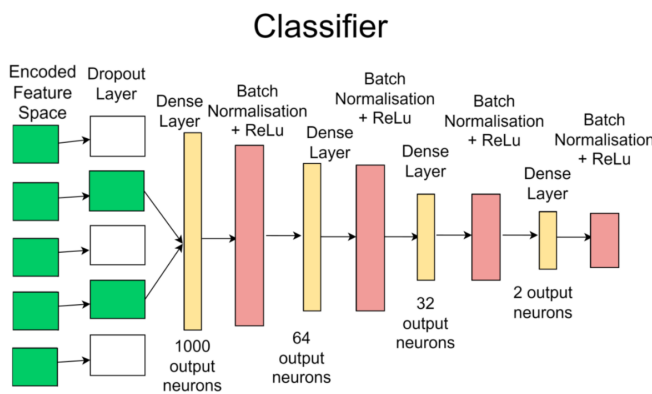 Classifier
Encoded
Feature
Space
Dropout
Layer
Dense
Layer
Batch
Normalisation
+ ReLu
Dense
Layer
Batch
Normalisation
+ ReLu
Dense
Layer
Batch
Normalisation
+ ReLu
Dense
Layer
Batch
Normalisation
+ ReLu
1000
output
neurons
64
output
neurons
32
output
neurons
2 output
neurons